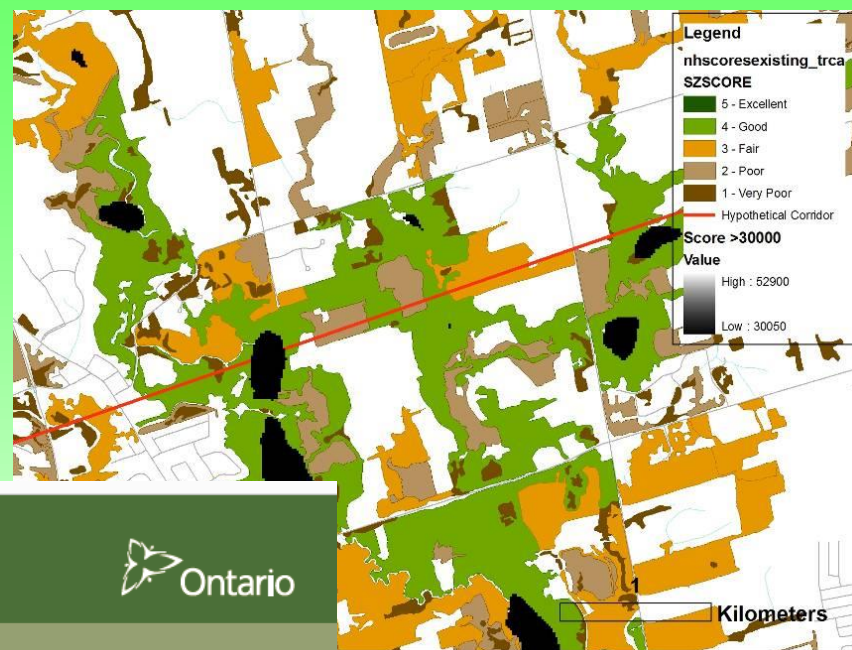 Legend
nhscoresexisting_trca
SZSCORE
5 - Excellent
4 - Good
3 - Fair
2 - Poor
1 - Very Poor
Hypothetical Corridor
Score >30000
Value
High : 52900
Low : 30050
Ontario
1
Kilometers